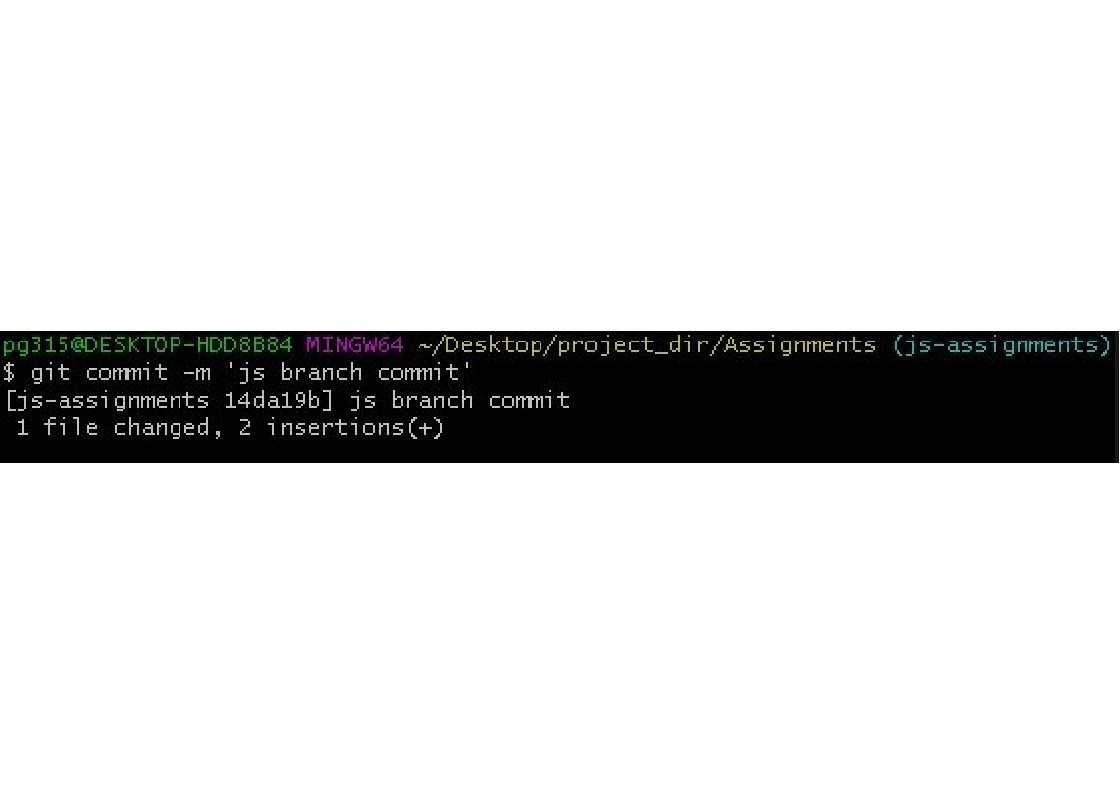 pg315@DESKTOP-HDD8B84 MINGW64 ~/Desktop/project_dir/Assignments (js-assignments)
$ git commit -m 'js branch commit'
[js-assignments 14da19b] js branch commit
 1 file changed, 2 insertions(+)